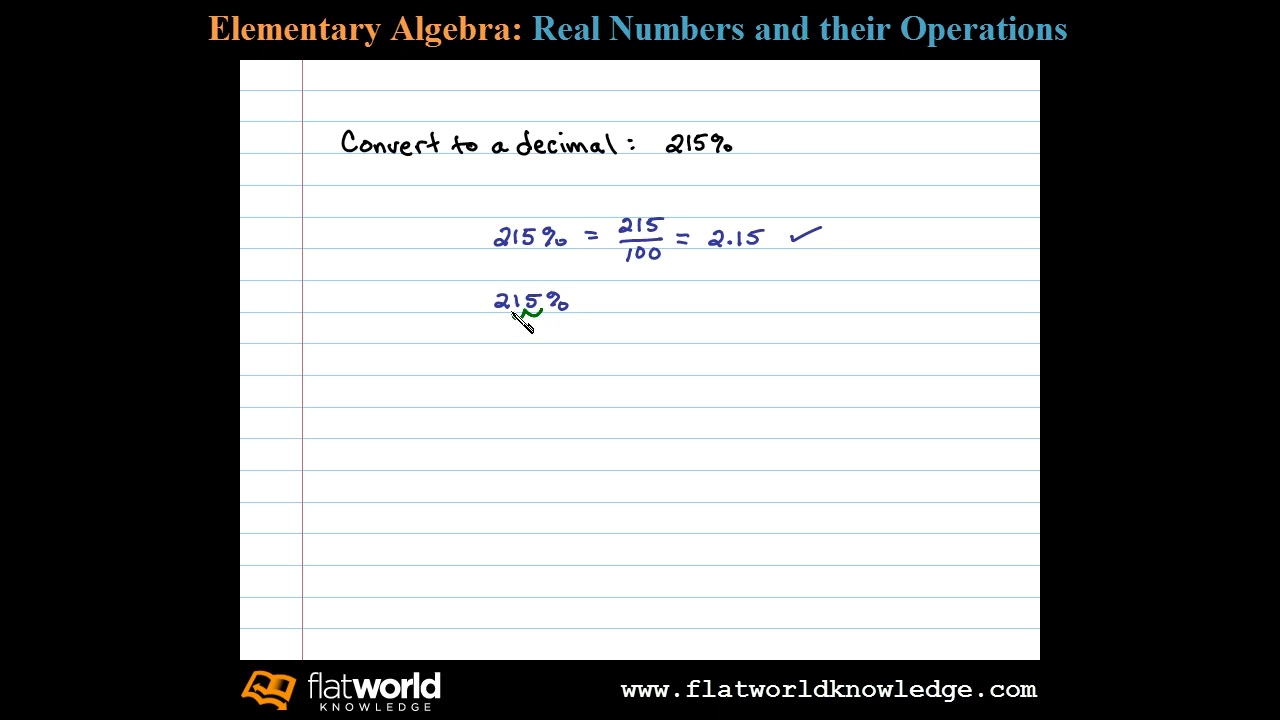 Elementary Algebra: Real Numbers and their Operations
Convert to a decimal: 215%
215% = 215/100 = 2.15 ✓
215%
flatworld
KNOWLEDGE
www.flatworldknowledge.com